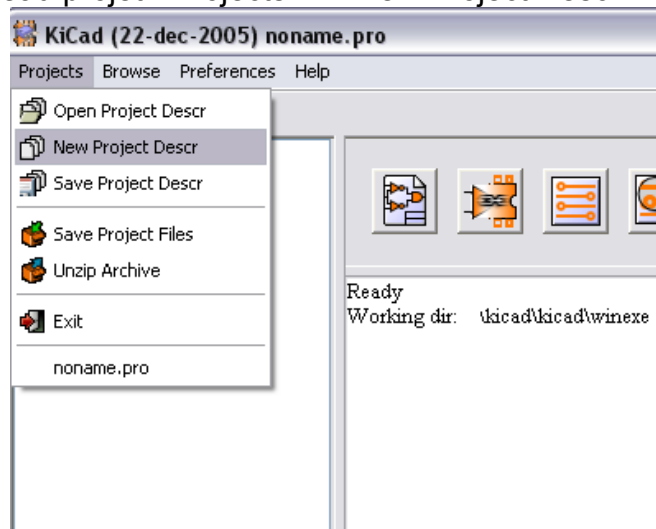 KiCad (22-dec-2005) noname.pro
Projects Browse Preferences Help
Open Project Descr
New Project Descr
Save Project Descr
Save Project Files
Unzip Archive
Exit
noname.pro
Ready
Working dir: \kicad\kicad\winexe